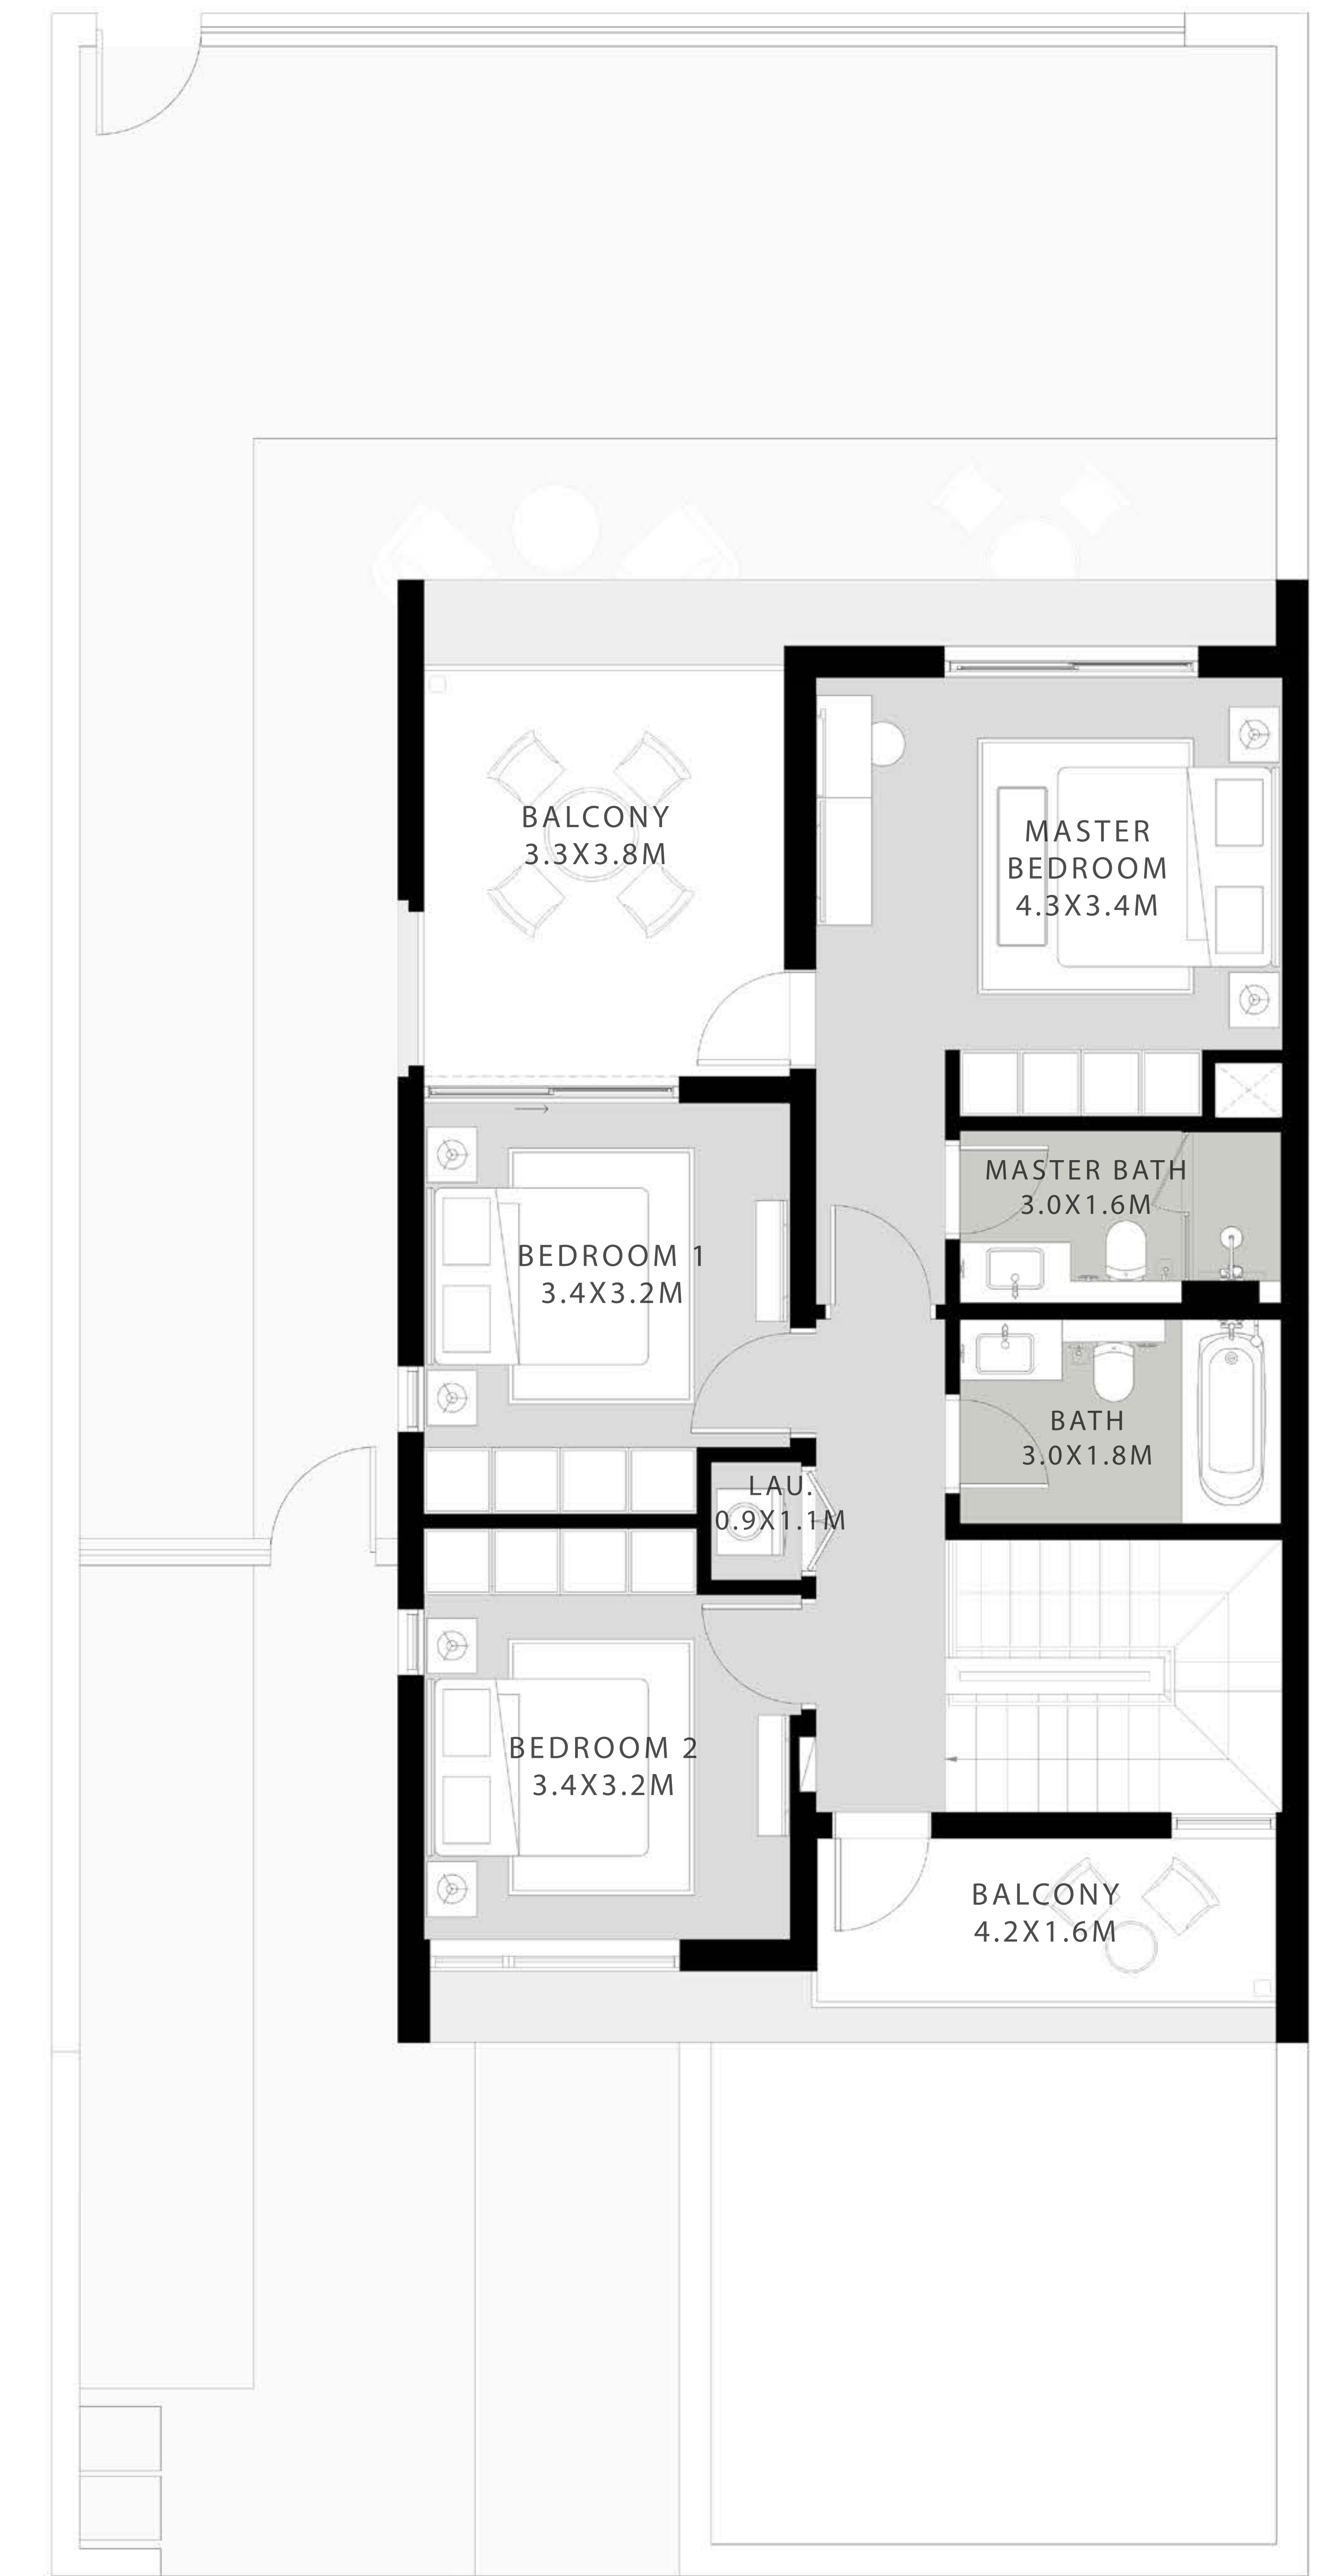 BALCONY
3.3X3.8M
MASTER
BEDROOM
4.3X3.4M
MASTER BATH
3.0X1.6M
BEDROOM 1
3.4X3.2M
BATH
3.0X1.8M
LAU.
0.9X1.1M
BEDROOM 2
3.4X3.2M
BALCONY
4.2X1.6M